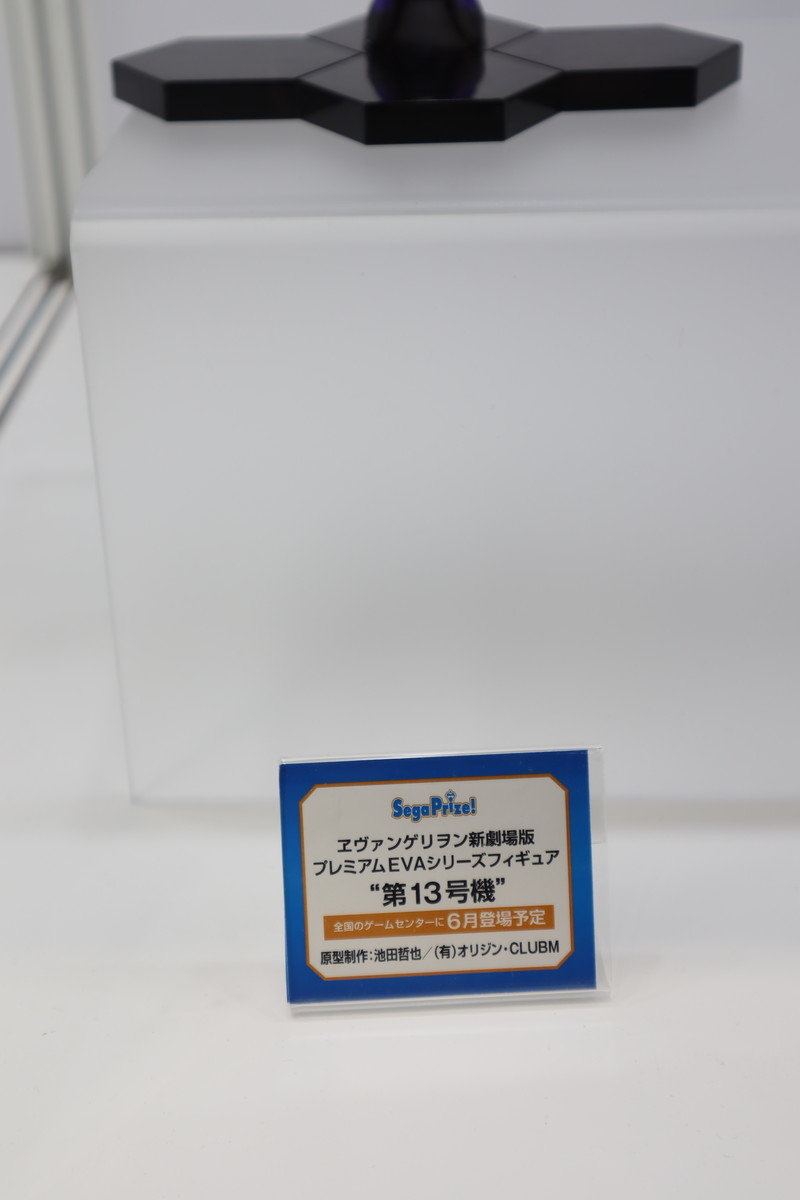 SegaPrize!
ヱヴァンゲリヲン新劇場版
プレミアムEVAシリーズフィギュア
“第13号機”
全国のゲームセンターに6月登場予定
原型制作:池田哲也/(有)オリジン・CLUBM